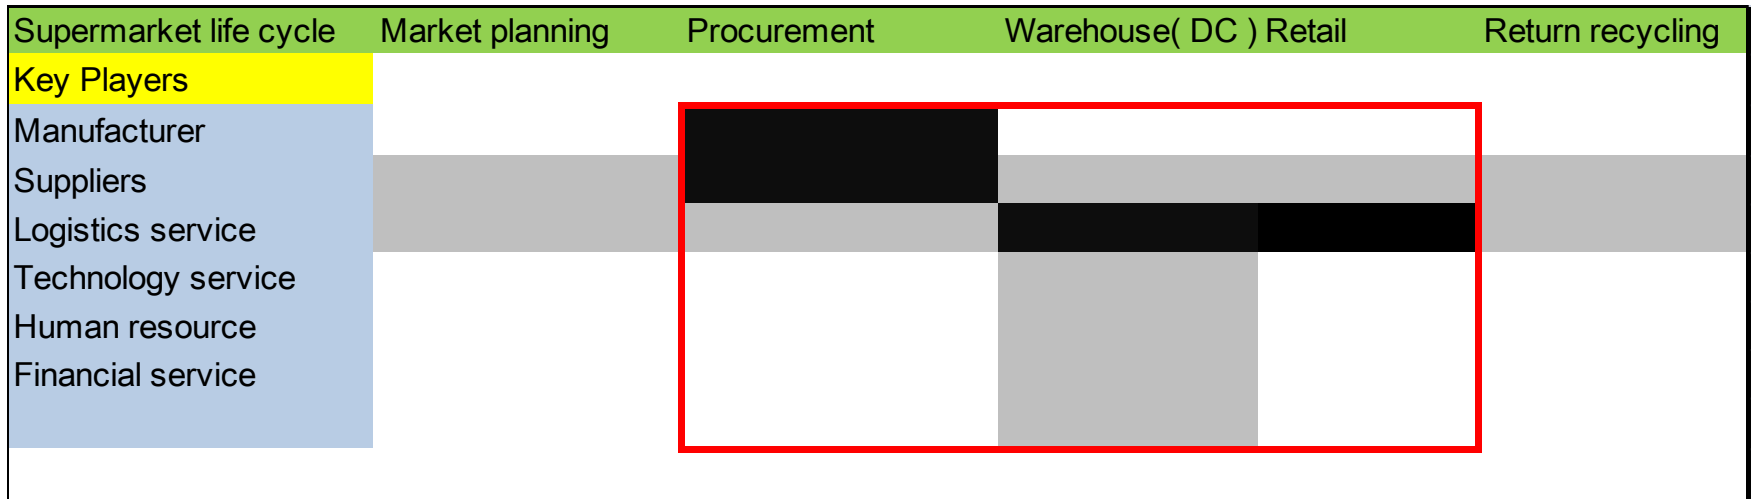 Supermarket life cycle Market planning Procurement Warehouse( DC ) Retail Return recycling
Key Players
Manufacturer
Suppliers
Logistics service
Technology service
Human resource
Financial service